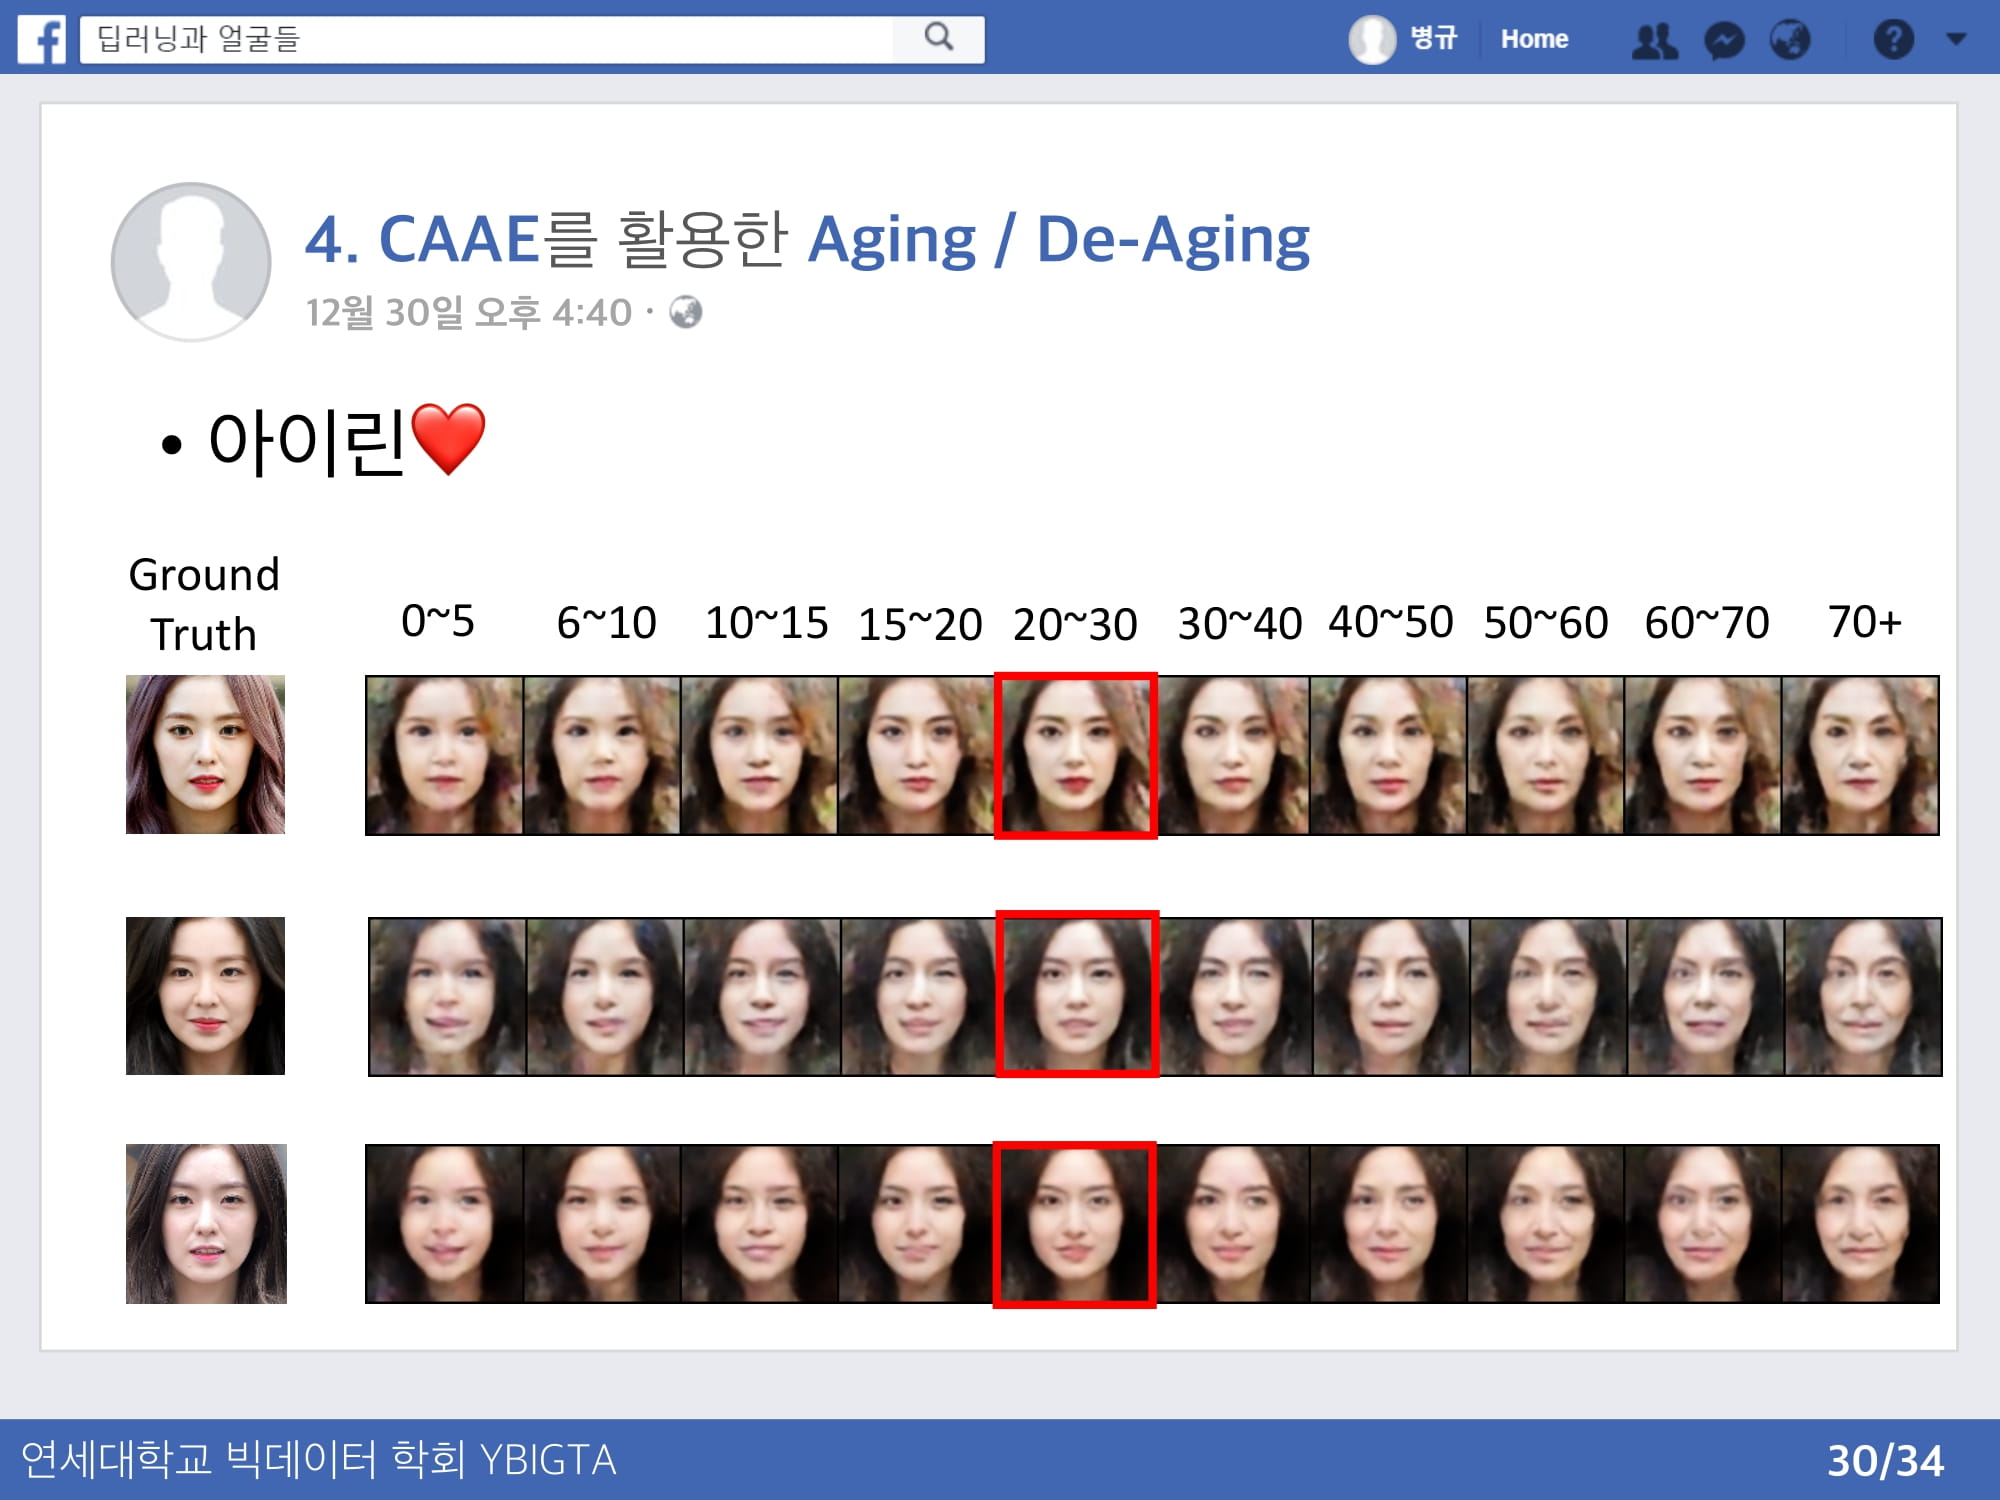 f 딥러닝과 얼굴들 병규 Home ?
4. CAAE를 활용한 Aging / De-Aging
12월 30일 오후 4:40 ·
• 아이린❤️
Ground
Truth
0~5 6~10 10~15 15~20 20~30 30~40 40~50 50~60 60~70 70+
연세대학교 빅데이터 학회 YBIGTA 30/34